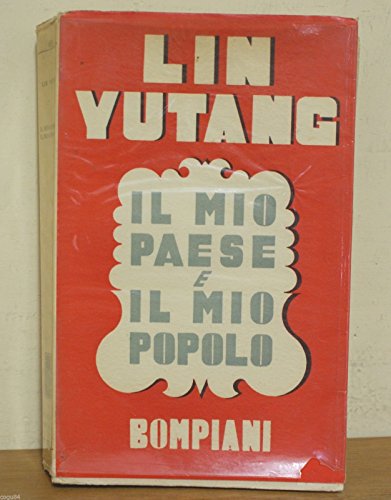 LIN
YUTANG
IL MIO
PAESE
E
IL MIO
POPOLO
BOMPIANI